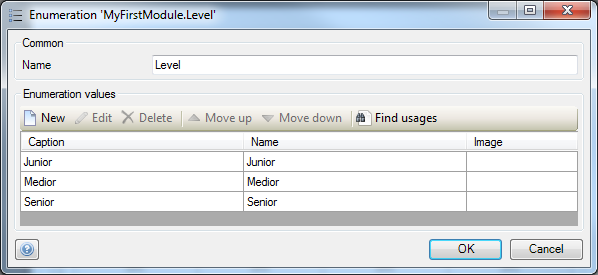 Enumeration 'MyFirstModule.Level'
Common
Name Level
Enumeration values
New Edit Delete Move up Move down Find usages
Caption Name Image
Junior Junior
Medior Medior
Senior Senior
? OK Cancel